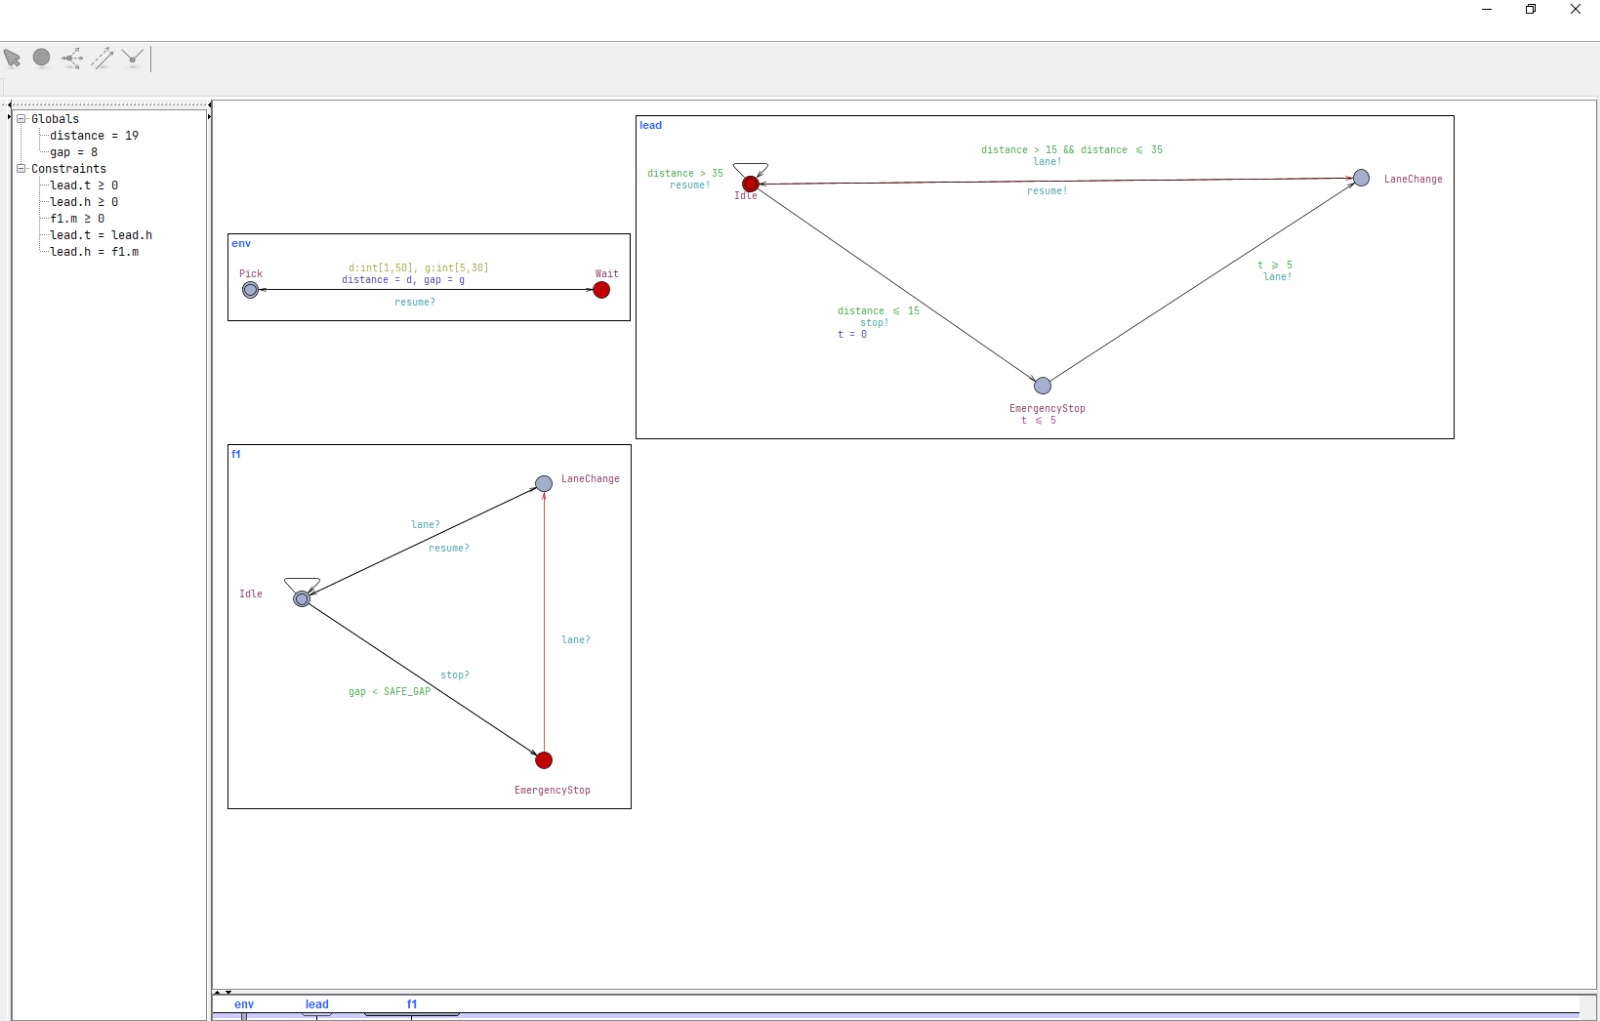 Globals
distance = 19
gap = 8
Constraints
lead.t ≥ 0
lead.h ≥ 0
f1.m ≥ 0
lead.t = lead.h
lead.h = f1.m
env
Pick
d:int[1,50], g:int[5,30]
distance = d, gap = g
Wait
resume?
lead
distance > 15 && distance ≤ 35
lane!
distance > 35
resume!
Idle
resume!
LaneChange
t ≥ 5
lane!
distance ≤ 15
stop!
t = 0
EmergencyStop
t ≤ 5
f1
LaneChange
lane?
resume?
Idle
lane?
stop?
gap < SAFE_GAP
EmergencyStop
env lead f1